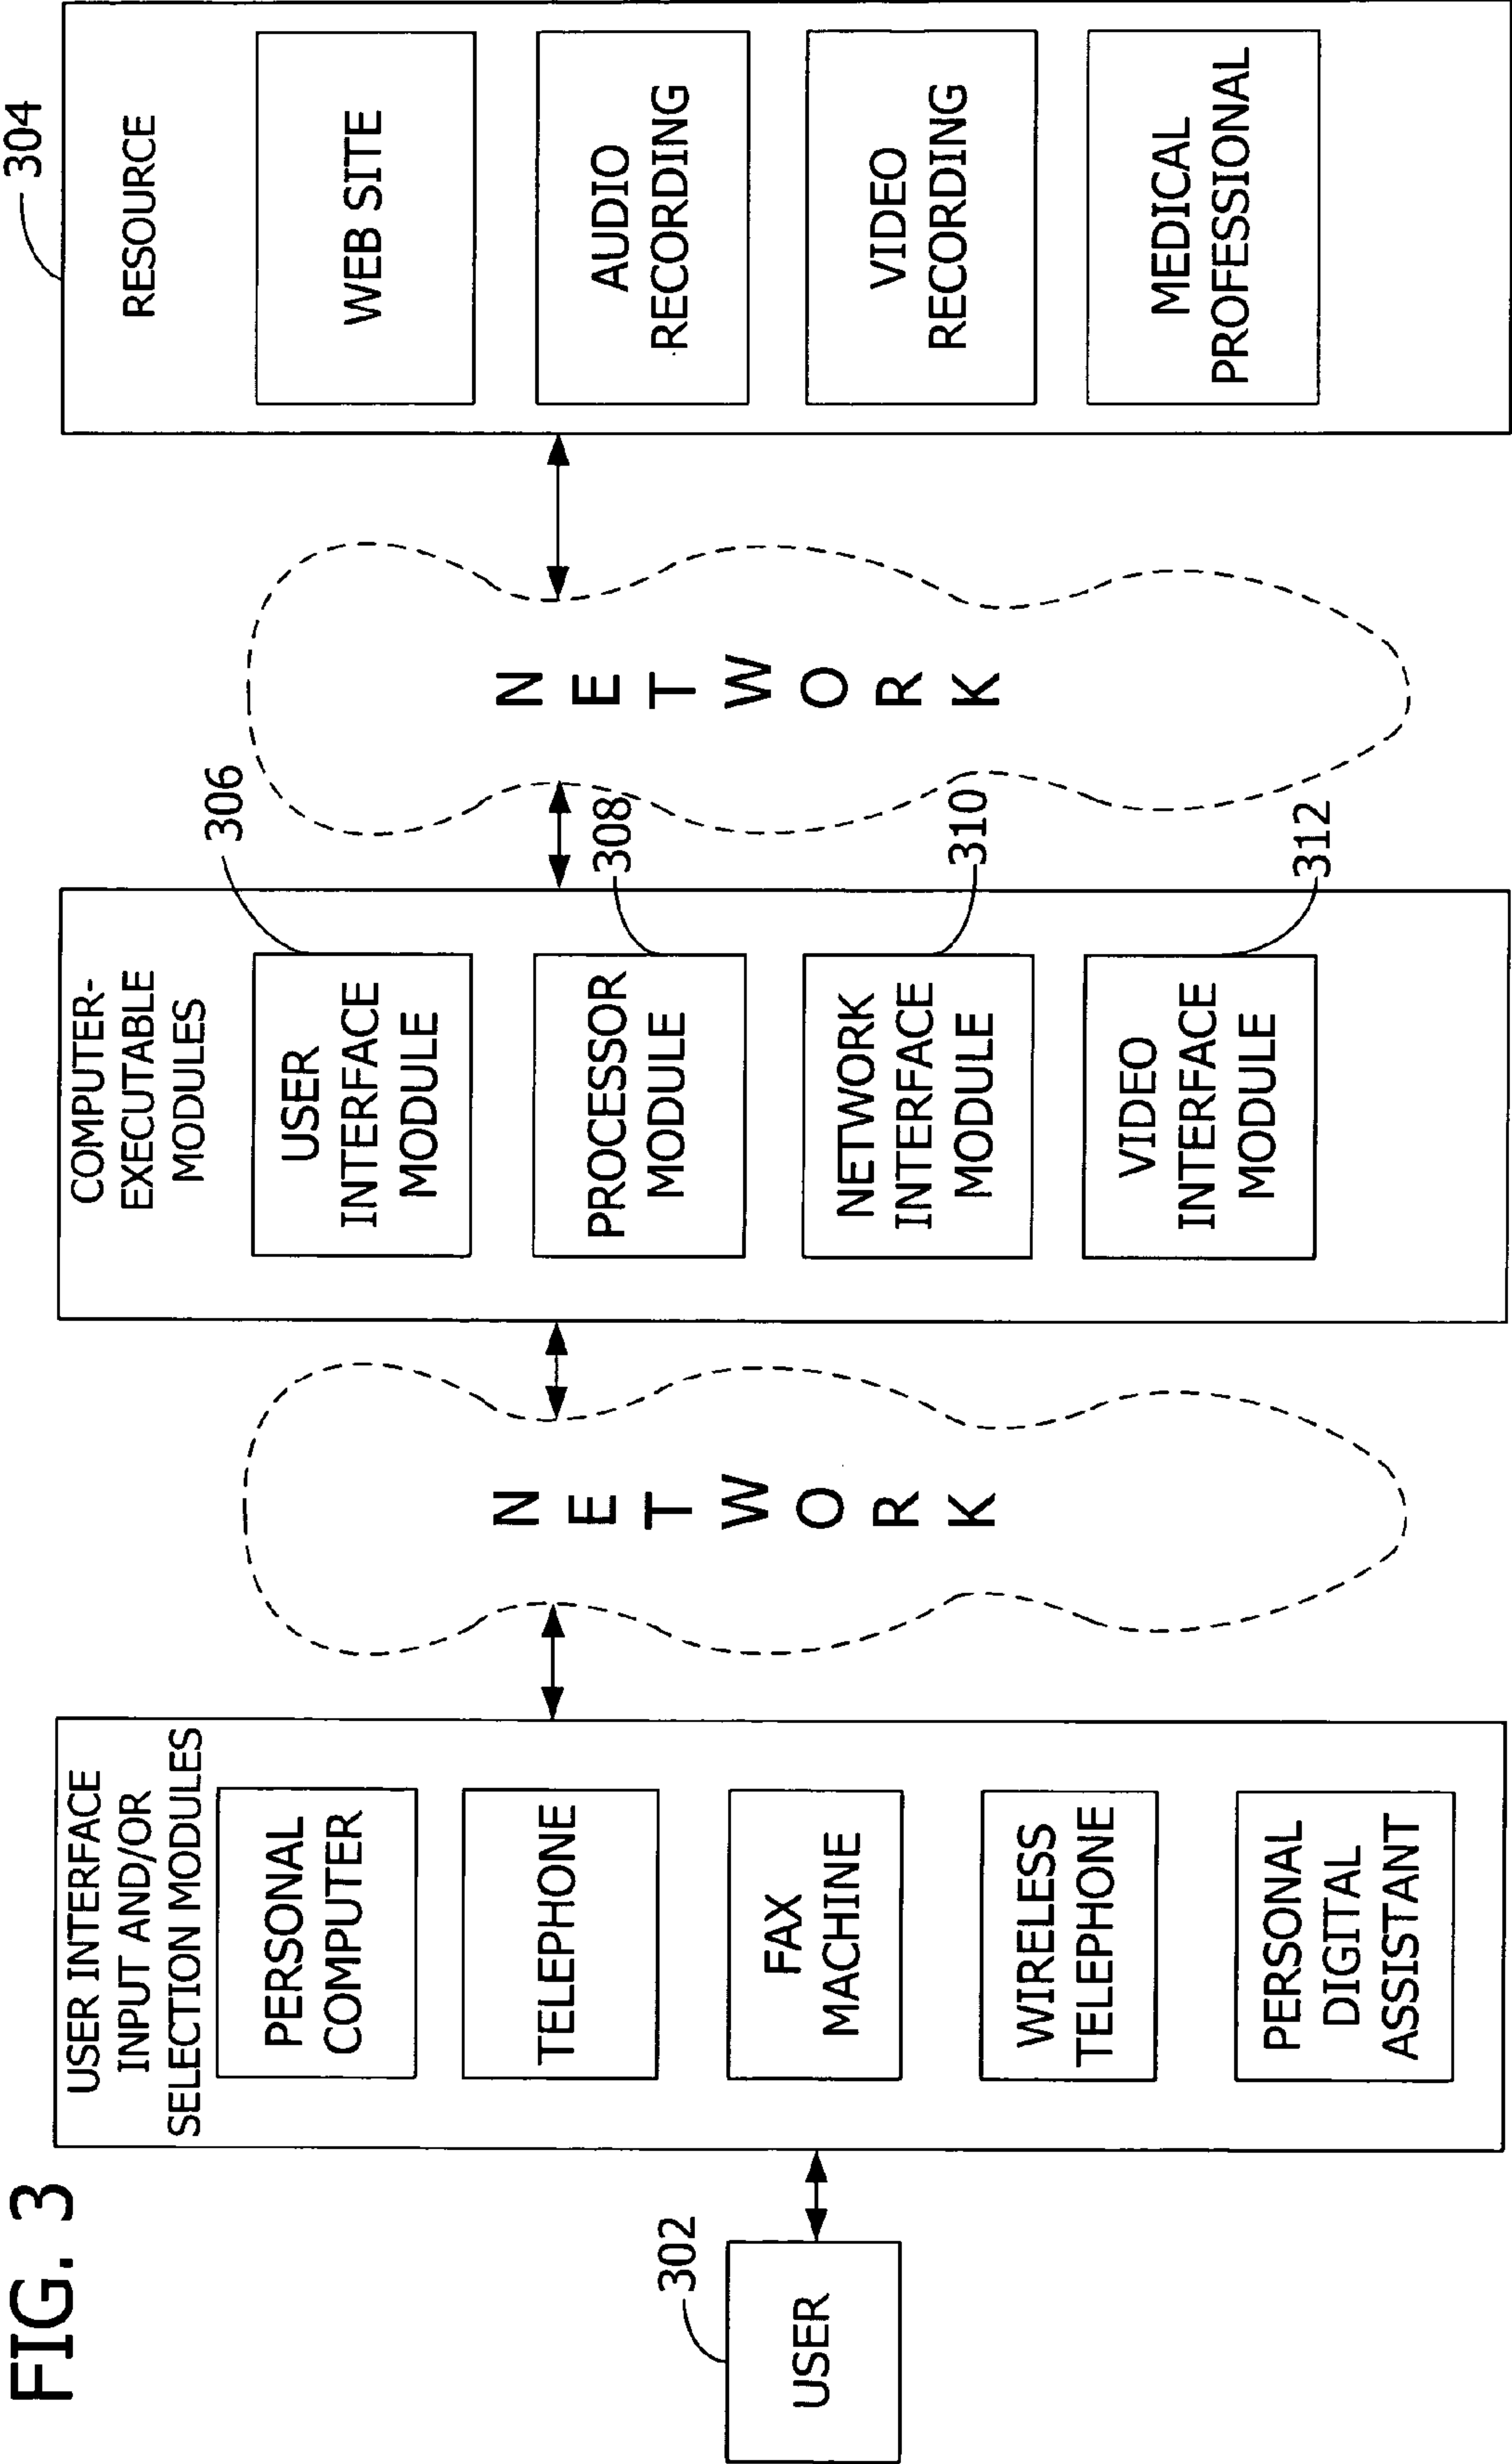 FIG. 3
302
USER
USER INTERFACE
INPUT AND/OR
SELECTION MODULES
PERSONAL
COMPUTER
TELEPHONE
FAX
MACHINE
WIRELESS
TELEPHONE
PERSONAL
DIGITAL
ASSISTANT
N
E
T
W
O
R
K
COMPUTER-
EXECUTABLE
MODULES
USER
INTERFACE
MODULE
306
PROCESSOR
MODULE
308
NETWORK
INTERFACE
MODULE
310
VIDEO
INTERFACE
MODULE
312
N
E
T
W
O
R
K
304
RESOURCE
WEB SITE
AUDIO
RECORDING
VIDEO
RECORDING
MEDICAL
PROFESSIONAL